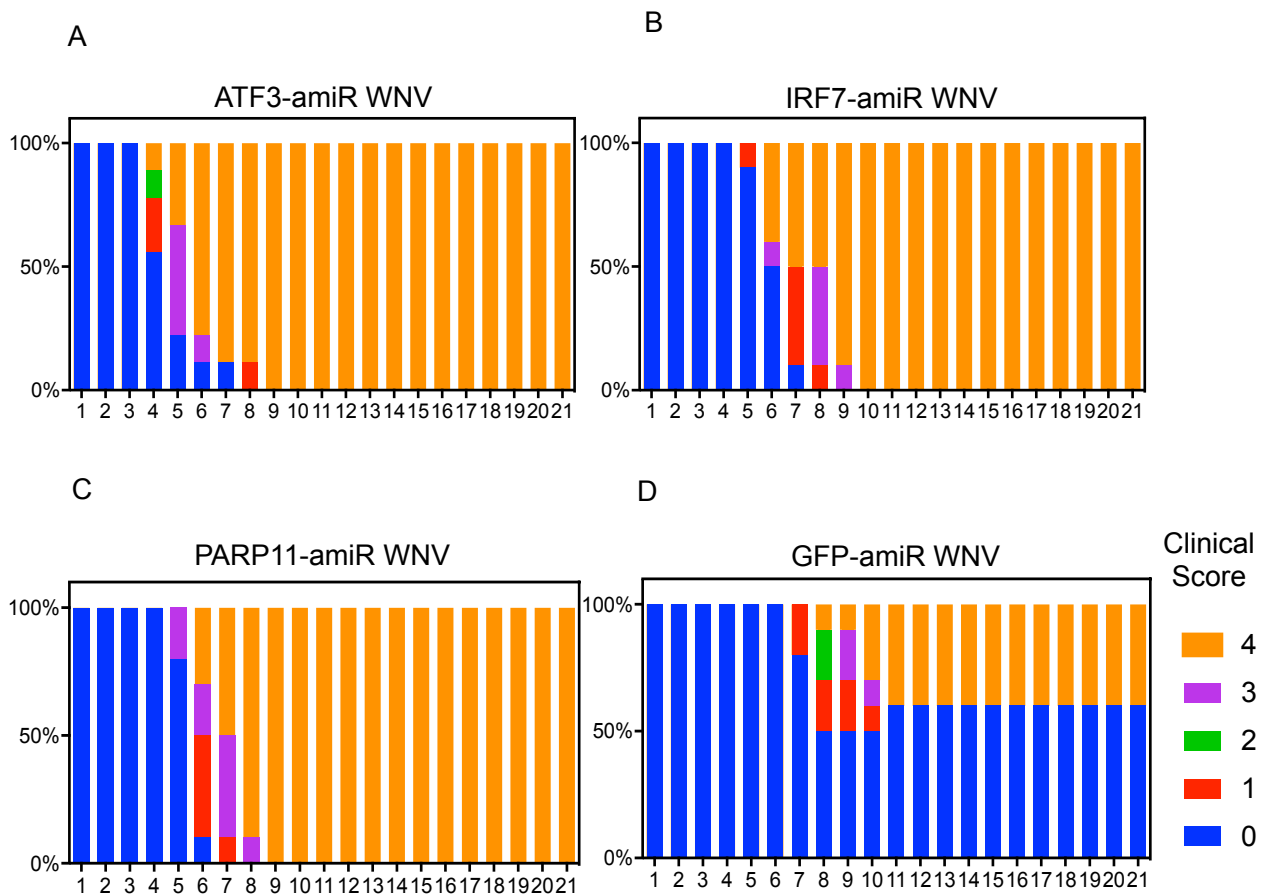 A
ATF3-amiR WNV
100%
50%
0%
1 2 3 4 5 6 7 8 9 10 11 12 13 14 15 16 17 18 19 20 21
B
IRF7-amiR WNV
100%
50%
0%
1 2 3 4 5 6 7 8 9 10 11 12 13 14 15 16 17 18 19 20 21
C
PARP11-amiR WNV
100%
50%
0%
1 2 3 4 5 6 7 8 9 10 11 12 13 14 15 16 17 18 19 20 21
D
GFP-amiR WNV
100%
50%
0%
1 2 3 4 5 6 7 8 9 10 11 12 13 14 15 16 17 18 19 20 21
Clinical
Score
4
3
2
1
0